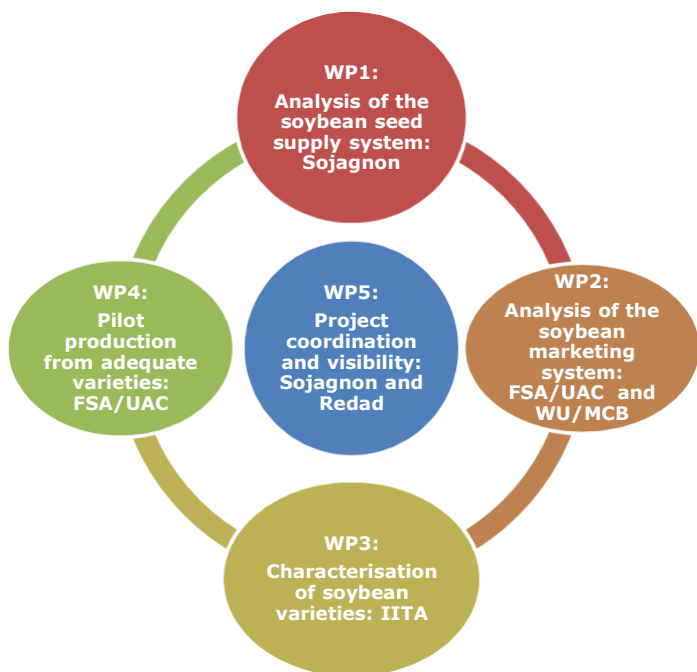 WP1:
Analysis of the
soybean seed
supply system:
Sojagnon
WP2:
Analysis of the
soybean
marketing
system:
FSA/UAC and
WU/MCB
WP3:
Characterisation
of soybean
varieties: IITA
WP4:
Pilot
production
from adequate
varieties:
FSA/UAC
WP5:
Project
coordination
and visibility:
Sojagnon and
Redad